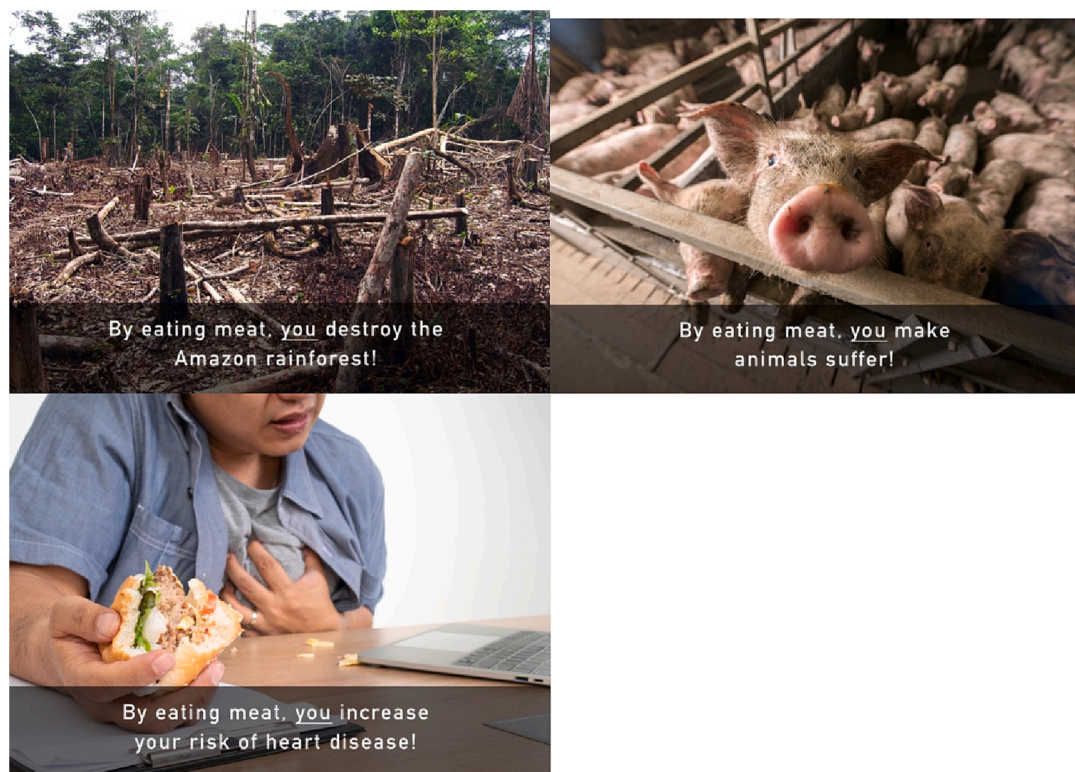 By eating meat, you destroy the
Amazon rainforest!
By eating meat, you make
animals suffer!
By eating meat, you increase
your risk of heart disease!